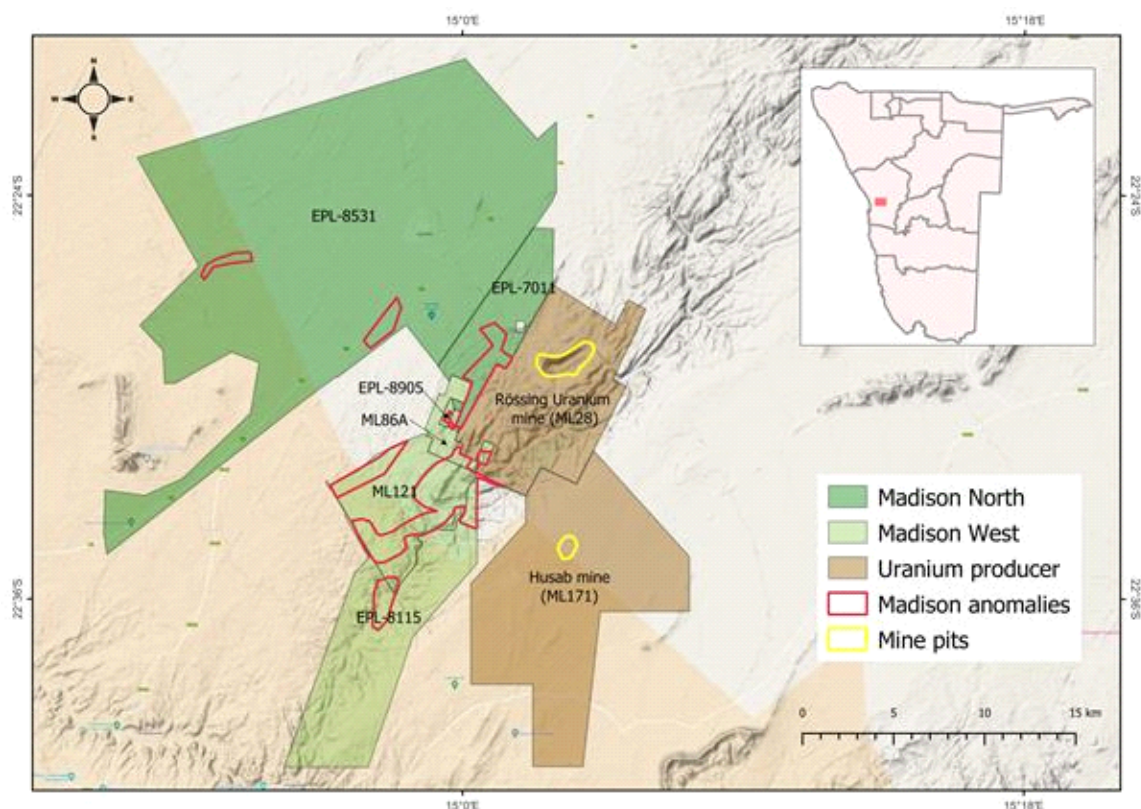 15°0'E
15°18'E
N
W
E
S
22°24'S
22°24'S
EPL-8531
EPL-7011
EPL-8905
ML86A
Rössing Uranium
mine (ML28)
ML121
Husab mine
(ML171)
EPL-8115
22°36'S
22°36'S
Madison North
Madison West
Uranium producer
Madison anomalies
Mine pits
0
5
10
15 km
15°0'E
15°18'E